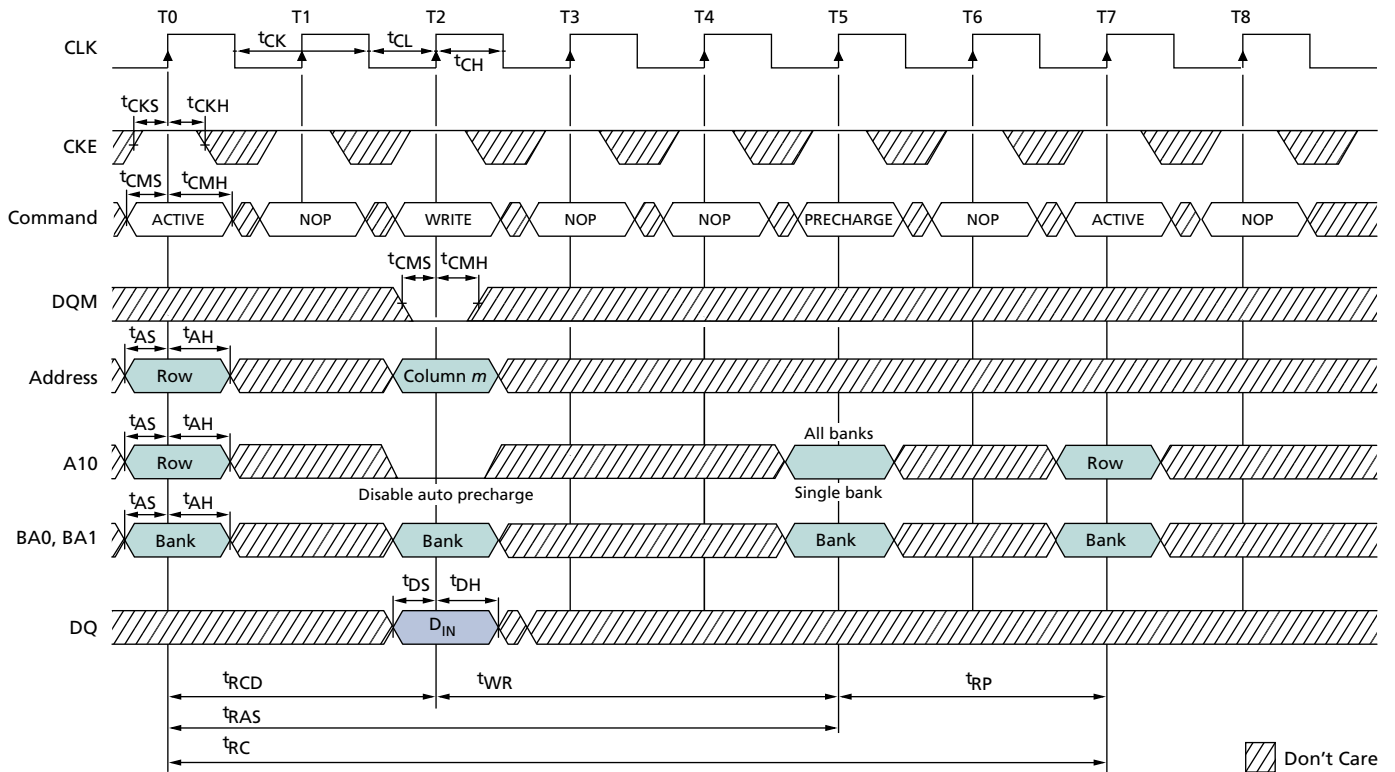 T0 T1 T2 T3 T4 T5 T6 T7 T8
CLK
tCK tCL
tCH
tCKS tCKH
CKE
tCMS tCMH
Command ACTIVE NOP WRITE NOP NOP PRECHARGE NOP ACTIVE NOP
tCMS tCMH
DQM
tAS tAH
Address Row Column m
tAS tAH
All banks
A10 Row Row
Disable auto precharge Single bank
tAS tAH
BA0, BA1 Bank Bank Bank Bank
tDS tDH
DQ DIN
tRCD tWR tRP
tRAS
tRC
Don't Care